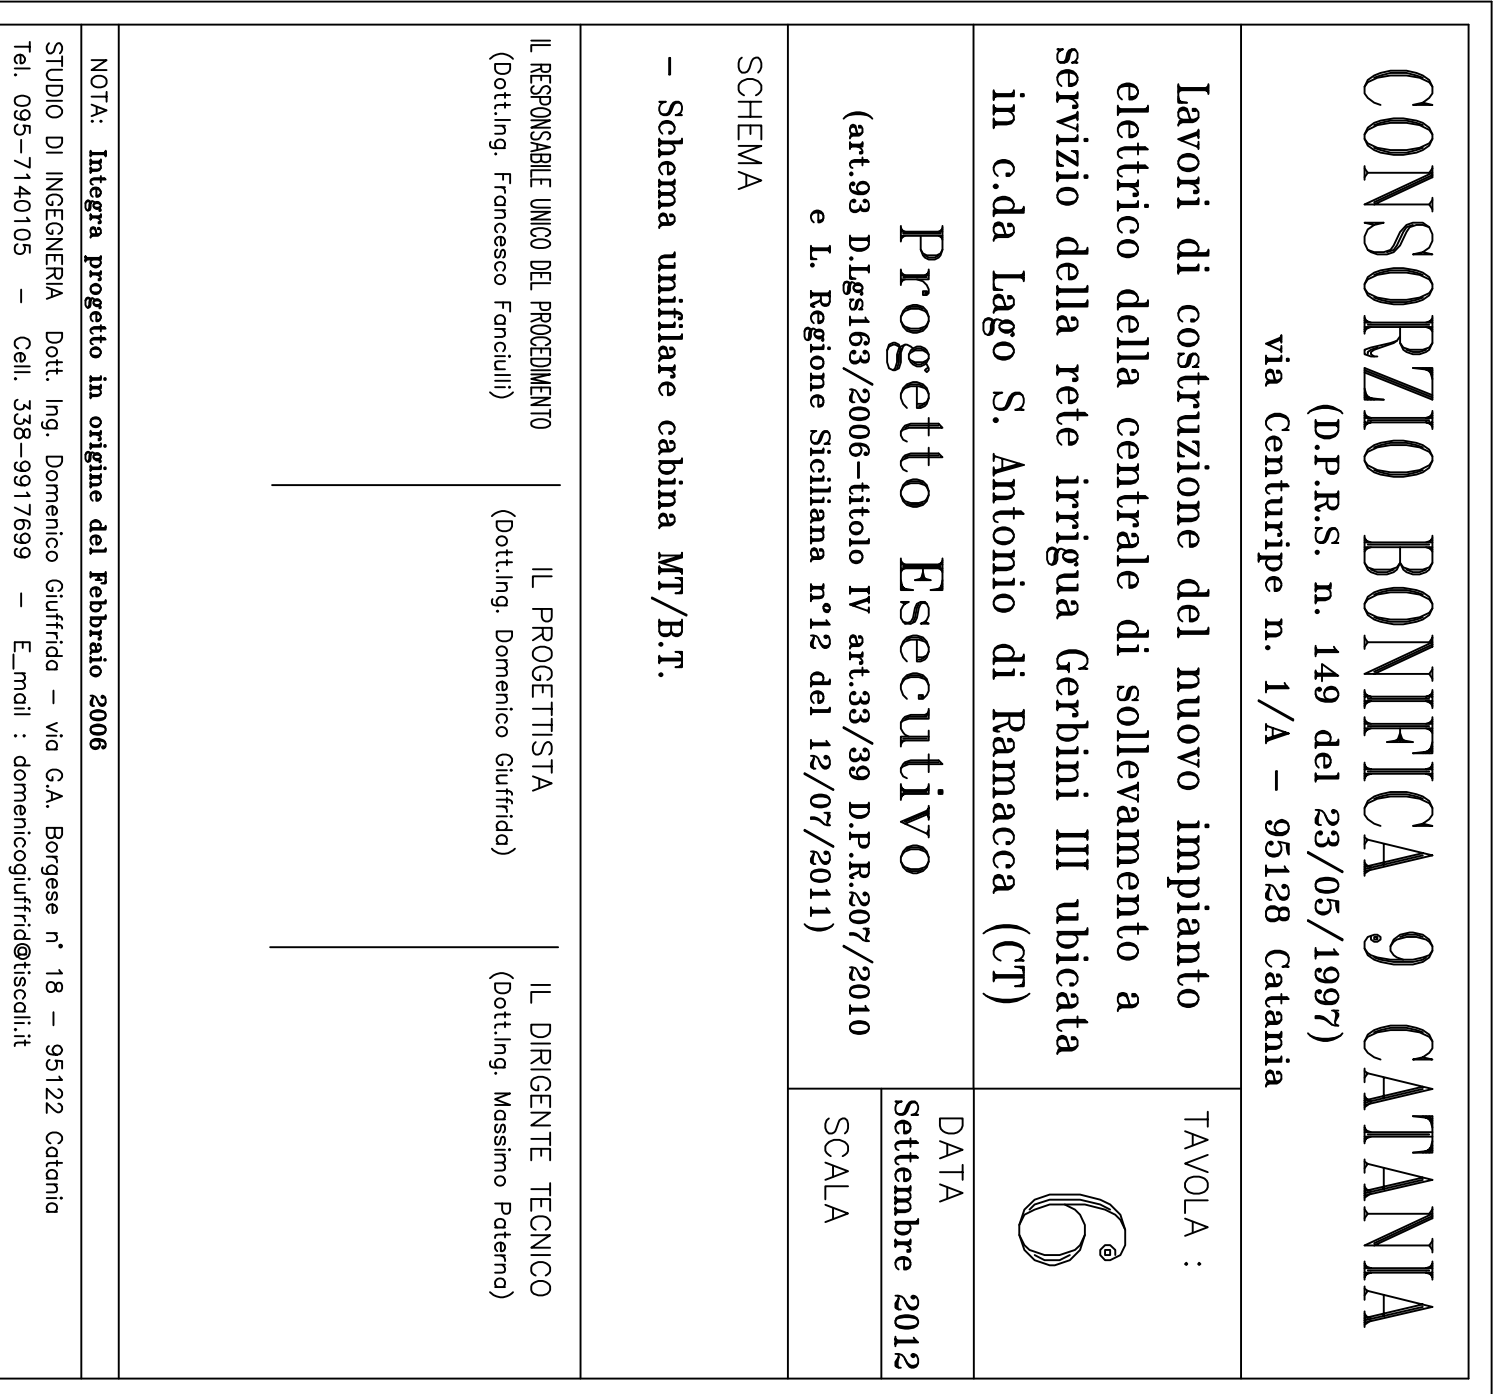 CONSORZIO BONIFICA 9 CATANIA
(D.P.R.S. n. 149 del 23/05/1997)
via Centuripe n. 1/A - 95128 Catania
Lavori di costruzione del nuovo impianto
elettrico della centrale di sollevamento a
servizio della rete irrigua Gerbini III ubicata
in c.da Lago S. Antonio di Ramacca (CT)
TAVOLA :
6
Progetto Esecutivo
(art.93 D.Lgs163/2006-titolo IV art.33/39 D.P.R.207/2010
e L. Regione Siciliana n°12 del 12/07/2011)
DATA
Settembre 2012
SCALA
SCHEMA
- Schema unifilare cabina MT/B.T.
IL RESPONSABILE UNICO DEL PROCEDIMENTO
(Dott.Ing. Francesco Fanciulli)
IL PROGETTISTA
(Dott.Ing. Domenico Giuffrida)
IL DIRIGENTE TECNICO
(Dott.Ing. Massimo Paterna)
NOTA: Integra progetto in origine del Febbraio 2006
STUDIO DI INGEGNERIA Dott. Ing. Domenico Giuffrida - via G.A. Borgese n° 18 - 95122 Catania
Tel. 095-7140105 - Cell. 338-9917699 - E_mail : domenicogiuffrid@tiscali.it